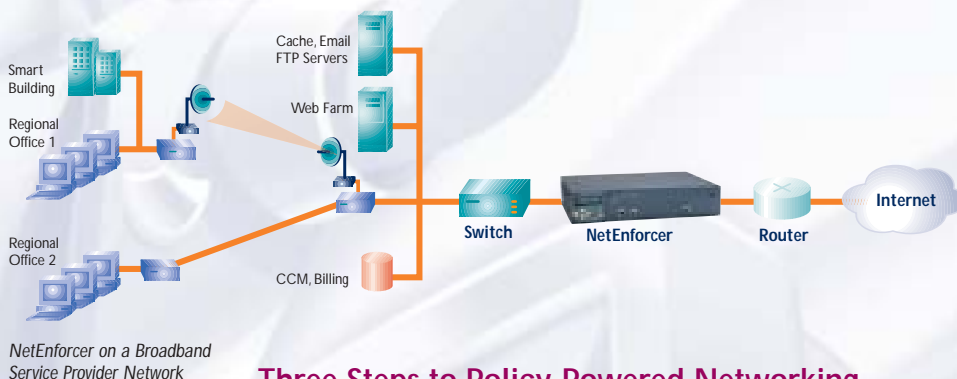 Smart
Building
Regional
Office 1
Regional
Office 2
Cache, Email
FTP Servers
Web Farm
CCM, Billing
Switch
NetEnforcer
Router
Internet
NetEnforcer on a Broadband
Service Provider Network
Three Steps to Policy Powered Networking